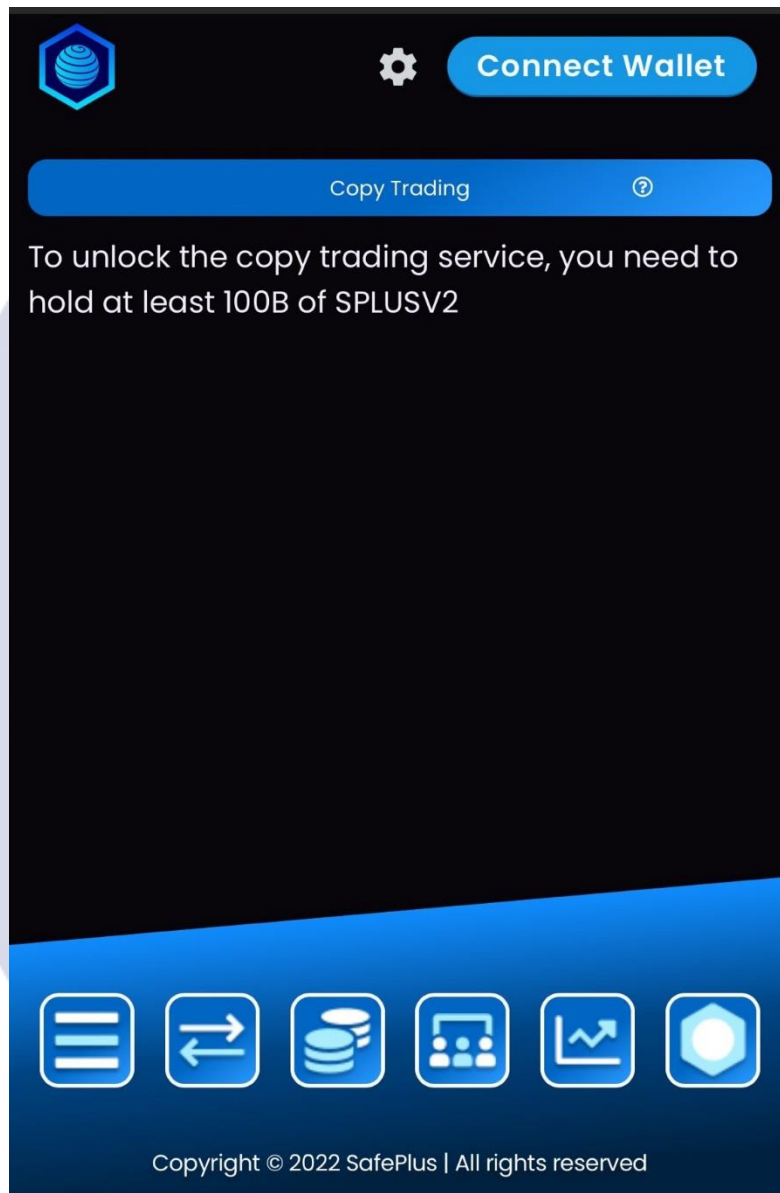 Connect Wallet
Copy Trading
To unlock the copy trading service, you need to
hold at least 100B of SPLUSV2
Copyright © 2022 SafePlus | All rights reserved